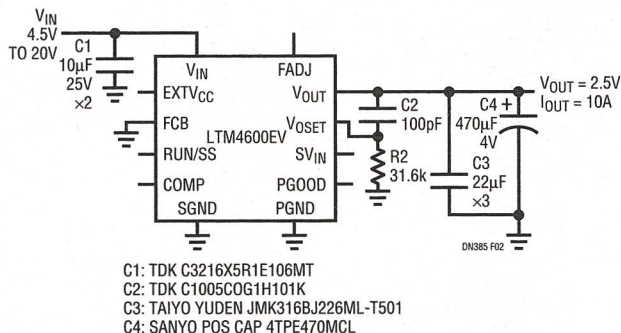 VIN
4.5V
TO 20V
C1
10µF
25V
×2
VIN
FADJ
EXTVCC
VOUT
FCB
VOSET
LTM4600EV
RUN/SS
SVIN
COMP
PGOOD
SGND
PGND
C2
100pF
R2
31.6k
C4
+
470µF
4V
C3
22µF
×3
VOUT = 2.5V
IOUT = 10A
DN385 F02
C1: TDK C3216X5R1E106MT
C2: TDK C1005COG1H101K
C3: TAIYO YUDEN JMK316BJ226ML-T501
C4: SANYO POS CAP 4TPE470MCL